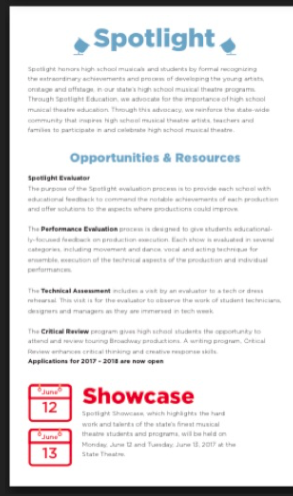 Spotlight
Spotlight honors high school musicals and students by formal recognizing
the extraordinary achievements and process of developing the young artists,
onstage and offstage, in our state's high school musical theatre programs.
Through Spotlight Education, we advocate for the importance of high school
musical theatre education. Through this advocacy, we reinforce the state-wide
community that inspires high school musical theatre artists, teachers and
families to participate in and celebrate high school musical theatre.
Opportunities & Resources
Spotlight Evaluator
The purpose of the Spotlight evaluation process is to provide each school with
educational feedback to commend the notable achievements of each production
and offer solutions to the aspects where productions could improve.
The Performance Evaluation process is designed to give students educational-
ly-focused feedback on production execution. Each show is evaluated in several
categories, including movement and dance, vocal and acting technique for
ensemble, execution of the technical aspects of the production and individual
performances.
The Technical Assessment includes a visit by an evaluator to a tech or dress
rehearsal. This visit is for the evaluator to observe the work of student technicians,
designers and managers as they are immersed in tech week.
The Critical Review program gives high school students the opportunity to
attend and review touring Broadway productions. A writing program, Critical
Review enhances critical thinking and creative response skills.
Applications for 2017 - 2018 are now open
June
12
June
13
Showcase
Spotlight Showcase, which highlights the hard
work and talents of the state's finest musical
theatre students and programs, will be held on
Monday, June 12 and Tuesday, June 13, 2017 at the
State Theatre.